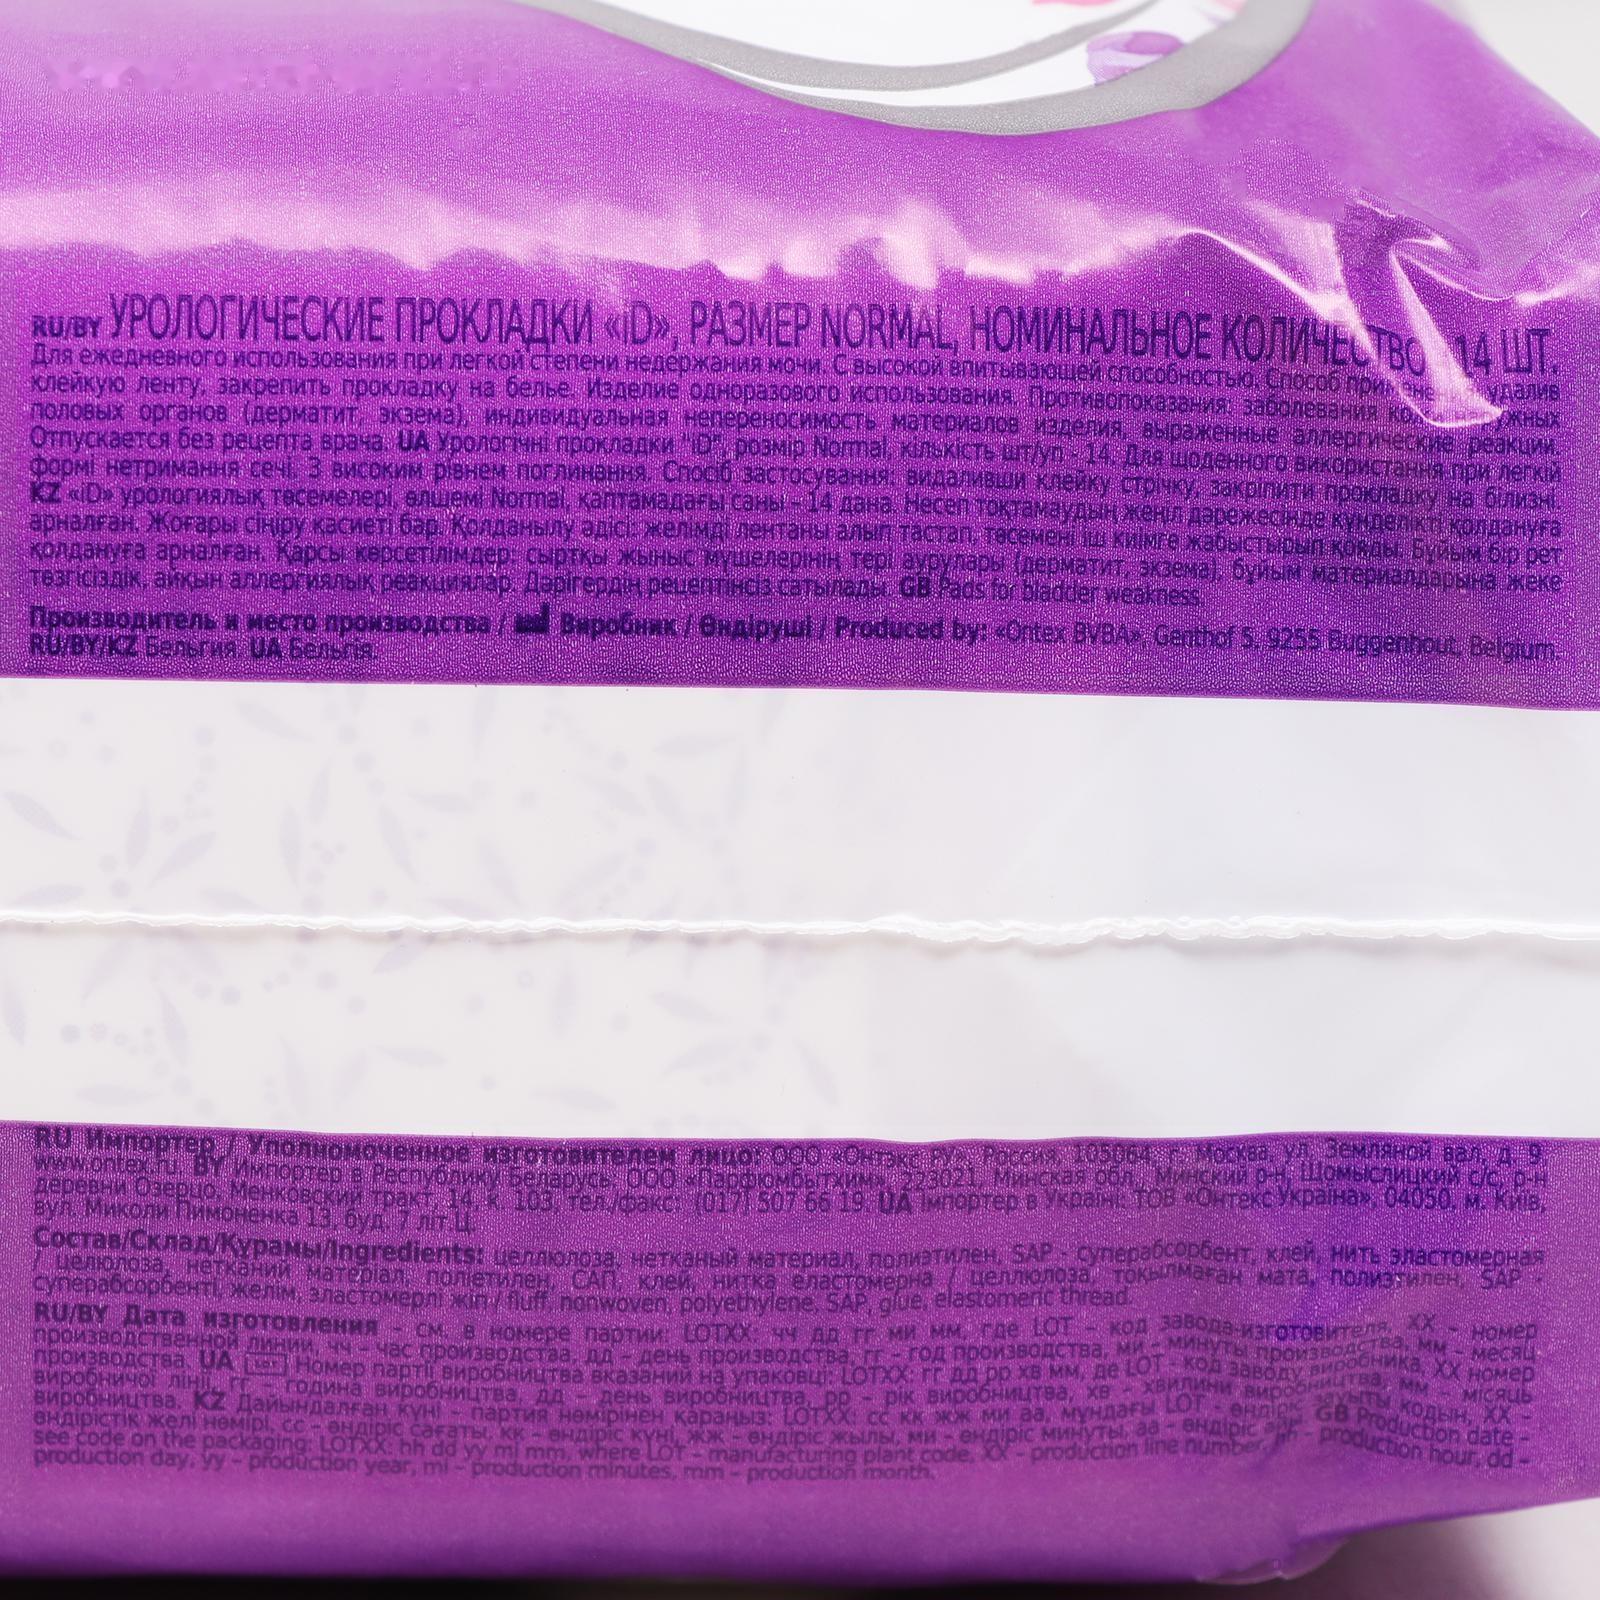 RU/BY УРОЛОГИЧЕСКИЕ ПРОКЛАДКИ «iD», РАЗМЕР NORMAL, НОМИНАЛЬНОЕ КОЛИЧЕСТВО 14 ШТ.
Для ежедневного использования при легкой степени недержания мочи. С высокой впитывающей способностью. Способ удалив
клейкую ленту, закрепить прокладку на белье. Изделие одноразового использования. Противопоказания: заболевания
половых органов (дерматит, экзема), индивидуальная непереносимость материалов изделия, выраженные аллергические реакции.
Отпускается без рецепта врача. UA Урологічні прокладки "iD", розмір Normal, кількість шт/уп - 14. Для щоденного використання при легкій
формі нетримання сечі. З високим рівнем поглинання. Спосіб застосування: видаливши клейку стрічку, закріпити прокладку на білизні.
KZ «iD» урологиялық төсемелері, өлшемі Normal, қаптамадағы саны - 14 дана. Несеп тоқтамаудың жеңіл дәрежесінде күнделікті қолдануға
арналған. Жоғары сіңіру қасиеті бар. Қолданылу әдісі: желімді лентаны алып тастап, төсемені іш киімге жабыстырып қояды. Бұйым бір рет
қолдануға арналған. Қарсы көрсетілімдер: сыртқы жыныс мүшелерінің тері аурулары (дерматит, экзема), бұйым материалдарына жеке
төзгісіздік, айқын аллергиялық реакциялар. Дәрігердің рецептінсіз сатылады. GB Pads for bladder weakness.
Производитель и место производства / Виробник / Өндіруші / Produced by: «Ontex BVBA», Genthof 5, 9255 Buggenhout, Belgium.
RU/BY/KZ Бельгия. UA Бельгія.
RU Импортер / Уполномоченное изготовителем лицо: ООО «Онтэкс РУ», Россия, 105064, г. Москва, ул. Земляной вал, д. 9,
www.ontex.ru. BY Импортер в Республику Беларусь: ООО «Парфюмбытхим», 223021, Минская обл., Минский р-н, Щомыслицкий с/с, р-н
деревни Озерцо, Менковский тракт, 14, к. 103, тел./факс: (017) 507 66 19. UA Імпортер в Україні: ТОВ «Онтекс Україна», 04050, м. Київ,
вул. Миколи Пимоненка 13, буд. 7 літ.Ц.
Состав/Склад/Құрамы/Ingredients: целлюлоза, нетканый материал, полиэтилен, SAP - суперабсорбент, клей, нить эластомерная
/ целюлоза, нетканий матеріал, поліетилен, САП, клей, нитка еластомерна / целлюлоза, тоқылмаған мата, полиэтилен, SAP -
суперабсорбенті, желім, эластомерлі жіп / fluff, nonwoven, polyethylene, SAP, glue, elastomeric thread.
RU/BY Дата изготовления - см. в номере партии: LOTXX: чч дд гг ми мм, где LOT - код завода-изготовителя, XX - номер
производственной линии, чч - час производства, дд - день производства, гг - год производства, ми - минуты производства, мм - месяц
производства. UA LOT Номер партії виробництва вказаний на упаковці: LOTXX: гг дд рр хв мм, де LOT - код заводу виробника, XX номер
виробничої лінії, гг - година виробництва, дд - день виробництва, рр - рік виробництва, хв - хвилини виробництва, мм - місяць
виробництва. KZ Дайындалған күні - партия нөмірінен қараңыз: LOTXX: сс кк жж ми аа, мұндағы LOT - кодын, XX -
өндірістік желі нөмірі, сс - өндіріс сағаты, кк - өндіріс күні, жж - өндіріс жылы, ми - өндіріс минуты, аа - өндіріс GB Production date -
see code on the packaging: LOTXX: hh dd yy mi mm, where LOT - manufacturing plant code, XX - production line number, hh - production hour, dd -
production day, yy - production year, mi - production minutes, mm - production month.